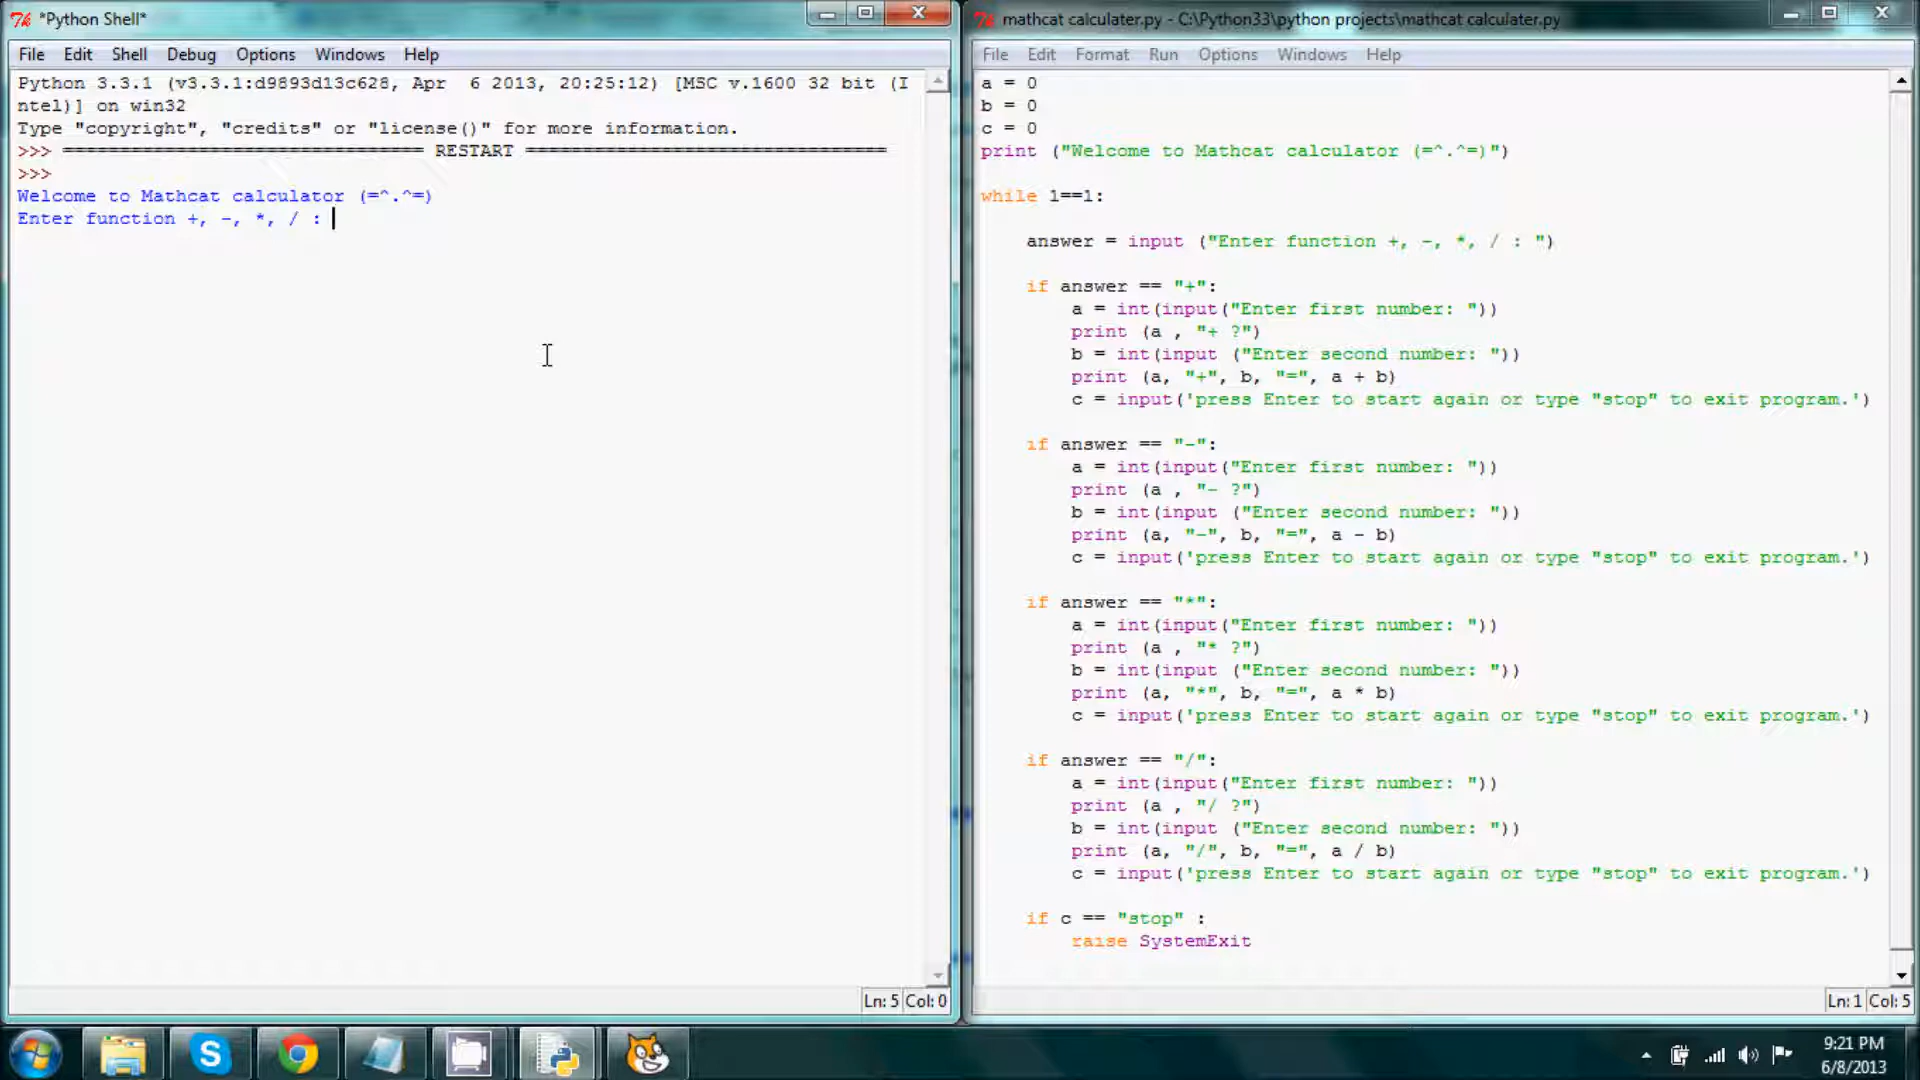 *Python Shell*
File Edit Shell Debug Options Windows Help
Python 3.3.1 (v3.3.1:d9893d13c628, Apr  6 2013, 20:25:12) [MSC v.1600 32 bit (I
ntel)] on win32
Type "copyright", "credits" or "license()" for more information.
>>> ================================ RESTART ================================
>>>
Welcome to Mathcat calculator (=^.^=)
Enter function +, -, *, / :
Ln: 5 Col: 0
mathcat calculater.py - C:\Python33\python projects\mathcat calculater.py
File Edit Format Run Options Windows Help
a = 0
b = 0
c = 0
print ("Welcome to Mathcat calculator (=^.^=)")
while 1==1:
    answer = input ("Enter function +, -, *, / : ")
    if answer == "+":
        a = int(input("Enter first number: "))
        print (a , "+ ?")
        b = int(input ("Enter second number: "))
        print (a, "+", b, "=", a + b)
        c = input('press Enter to start again or type "stop" to exit program.')
    if answer == "-":
        a = int(input("Enter first number: "))
        print (a , "- ?")
        b = int(input ("Enter second number: "))
        print (a, "-", b, "=", a - b)
        c = input('press Enter to start again or type "stop" to exit program.')
    if answer == "*":
        a = int(input("Enter first number: "))
        print (a , "* ?")
        b = int(input ("Enter second number: "))
        print (a, "*", b, "=", a * b)
        c = input('press Enter to start again or type "stop" to exit program.')
    if answer == "/":
        a = int(input("Enter first number: "))
        print (a , "/ ?")
        b = int(input ("Enter second number: "))
        print (a, "/", b, "=", a / b)
        c = input('press Enter to start again or type "stop" to exit program.')
    if c == "stop" :
        raise SystemExit
Ln: 1 Col: 5
9:21 PM
6/8/2013